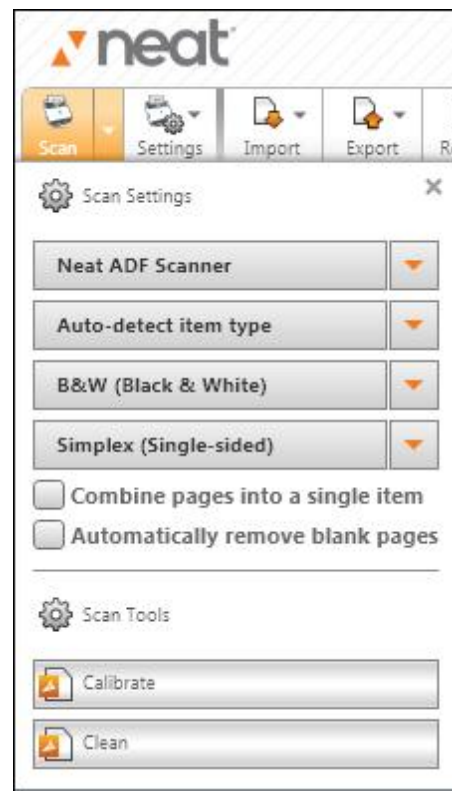 neat
Scan Settings Import Export R
Scan Settings
Neat ADF Scanner
Auto-detect item type
B&W (Black & White)
Simplex (Single-sided)
Combine pages into a single item
Automatically remove blank pages
Scan Tools
Calibrate
Clean